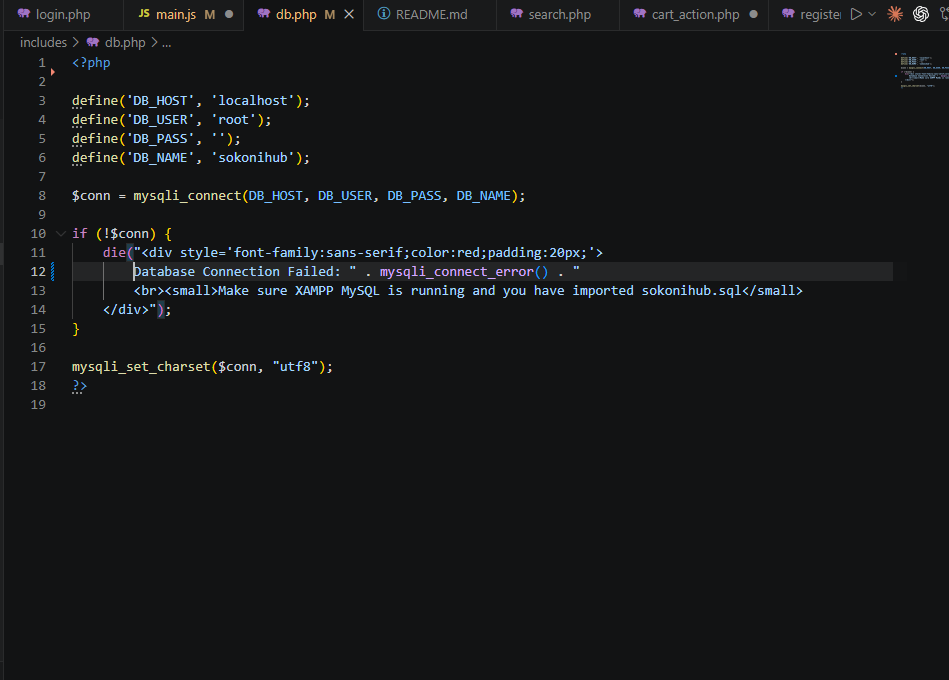 login.php JS main.js M db.php M README.md search.php cart_action.php registe
includes > db.php > ...
1 <?php
2
3 define('DB_HOST', 'localhost');
4 define('DB_USER', 'root');
5 define('DB_PASS', '');
6 define('DB_NAME', 'sokonihub');
7
8 $conn = mysqli_connect(DB_HOST, DB_USER, DB_PASS, DB_NAME);
9
10 if (!$conn) {
11 die("<div style='font-family:sans-serif;color:red;padding:20px;'>
12 Database Connection Failed: " . mysqli_connect_error() . "
13 <br><small>Make sure XAMPP MySQL is running and you have imported sokonihub.sql</small>
14 </div>");
15 }
16
17 mysqli_set_charset($conn, "utf8");
18 ?>
19